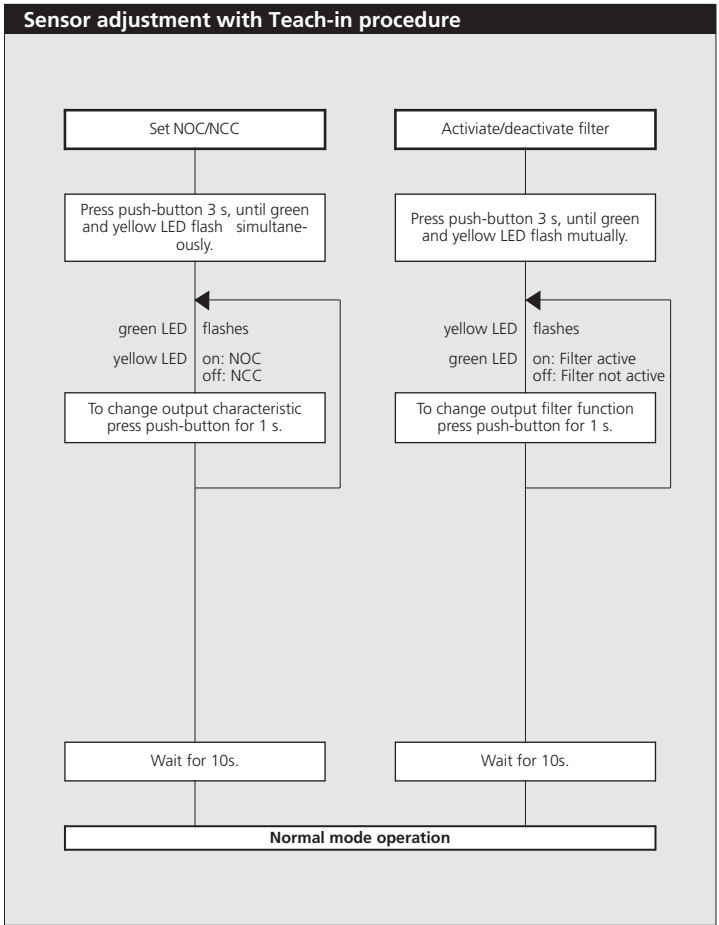 Sensor adjustment with Teach-in procedure
Set NOC/NCC
Press push-button 3 s, until green
and yellow LED flash simultane-
ously.
green LED flashes
yellow LED on: NOC
off: NCC
To change output characteristic
press push-button for 1 s.
Wait for 10s.
Activiate/deactivate filter
Press push-button 3 s, until green
and yellow LED flash mutually.
yellow LED flashes
green LED on: Filter active
off: Filter not active
To change output filter function
press push-button for 1 s.
Wait for 10s.
Normal mode operation